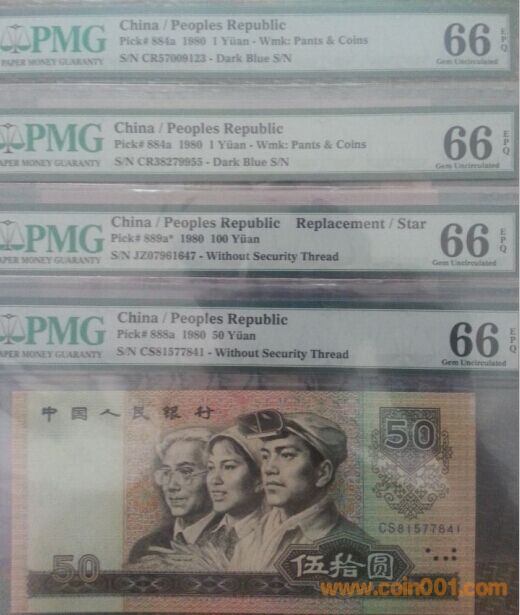 PMG
PAPER MONEY GUARANTY
China / Peoples Republic
Pick# 884a 1980 1 Yüan - Wmk: Pants & Coins
S/N CR57009123 - Dark Blue S/N
66 EPQ
Gem Uncirculated
PMG
APER MONEY GUARANTY
China / Peoples Republic
Pick# 884a 1980 1 Yüan - Wmk: Pants & Coins
S/N CR38279955 - Dark Blue S/N
66 EPQ
Gem Uncirculated
PMG
APER MONEY GUARANTY
China / Peoples Republic Replacement / Star
Pick# 889a* 1980 100 Yüan
S/N JZ07961647 - Without Security Thread
66 EPQ
Gem Uncirculated
PMG
APER MONEY GUARANTY
China / Peoples Republic
Pick# 888a 1980 50 Yüan
S/N CS81577841 - Without Security Thread
66 EPQ
Gem Uncirculated
中国人民银行
50
CS81577841
50
伍拾圆
www.coin001.com